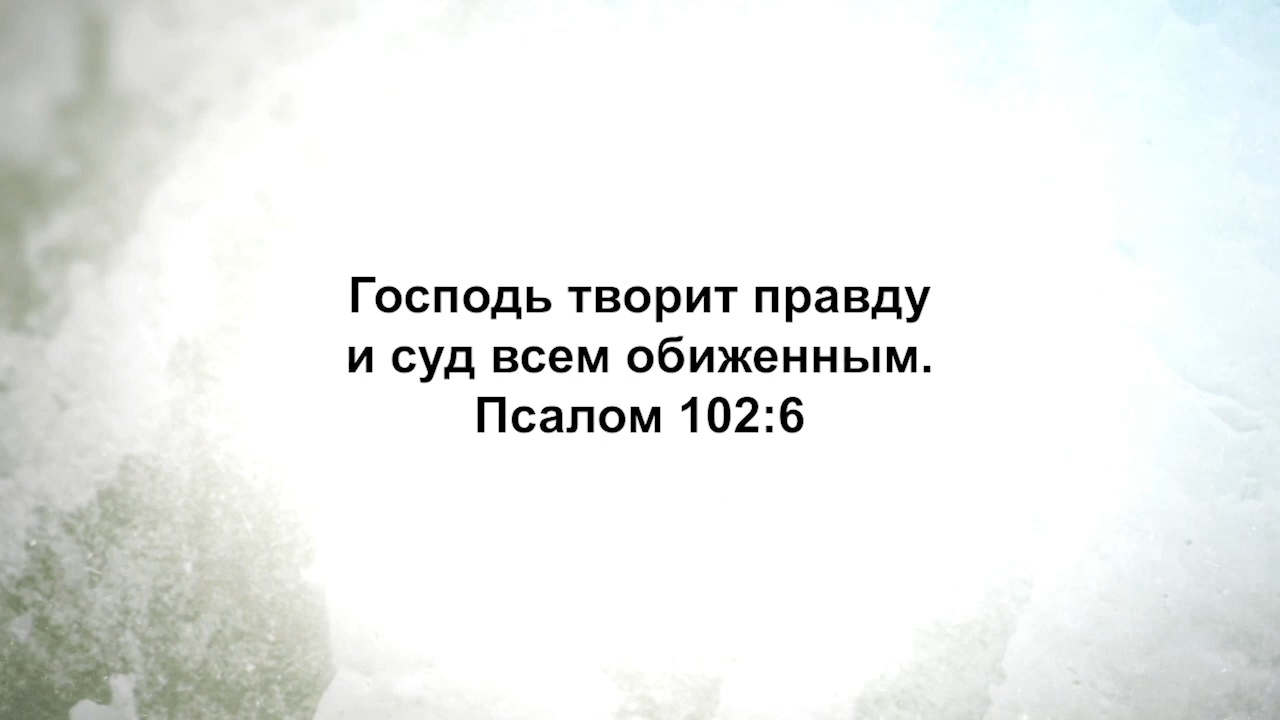 Господь творит правду
и суд всем обиженным.
Псалом 102:6